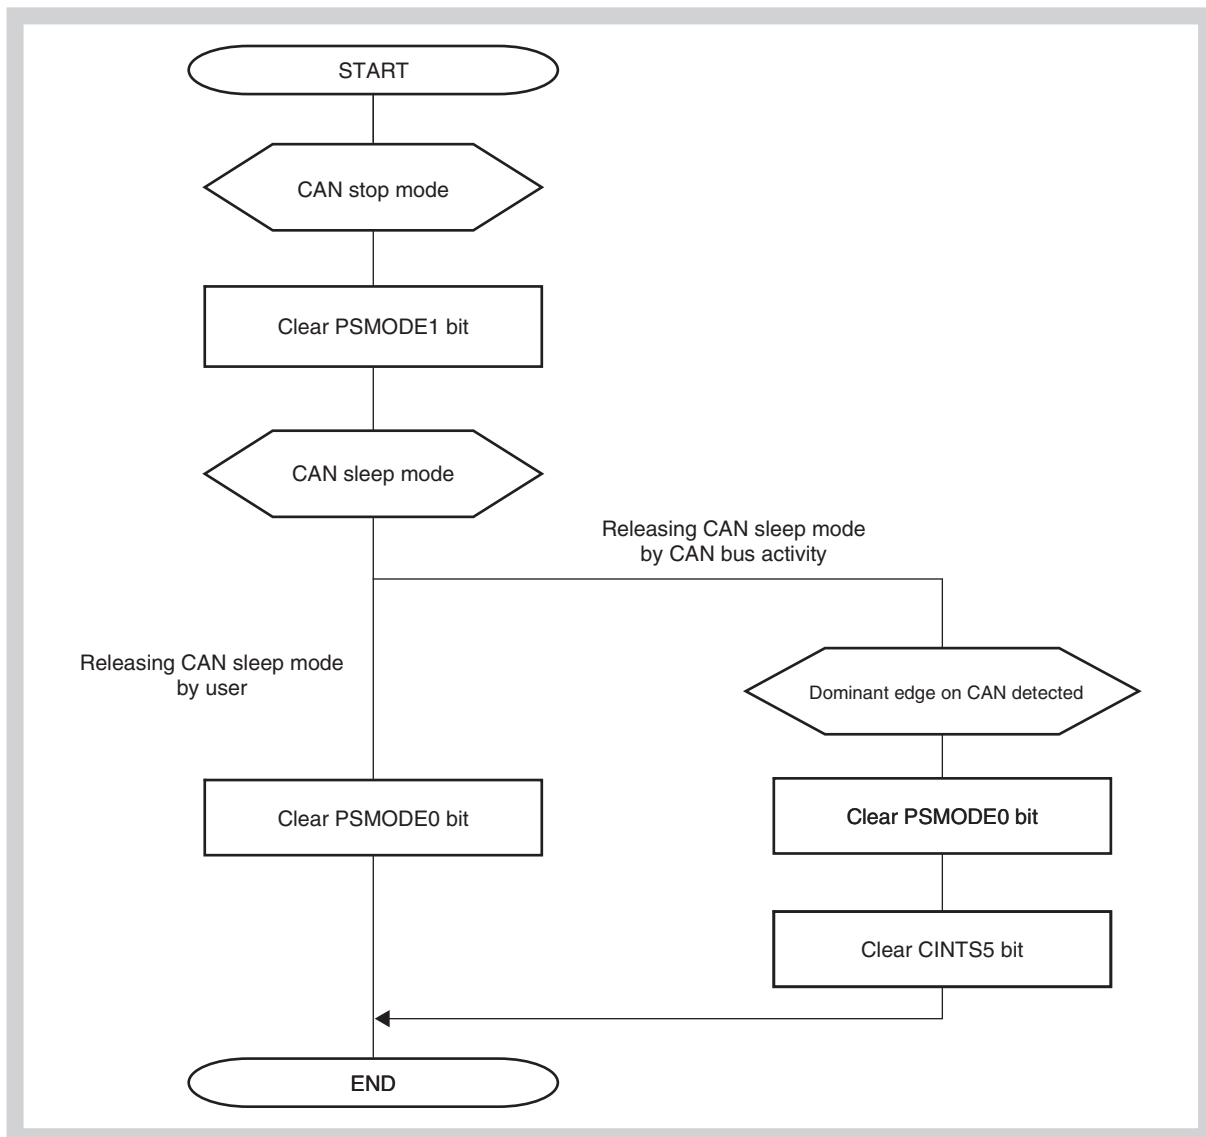 START
CAN stop mode
Clear PSMODE1 bit
CAN sleep mode
Releasing CAN sleep mode
by CAN bus activity
Releasing CAN sleep mode
by user
Dominant edge on CAN detected
Clear PSMODE0 bit
Clear PSMODE0 bit
Clear CINTS5 bit
END